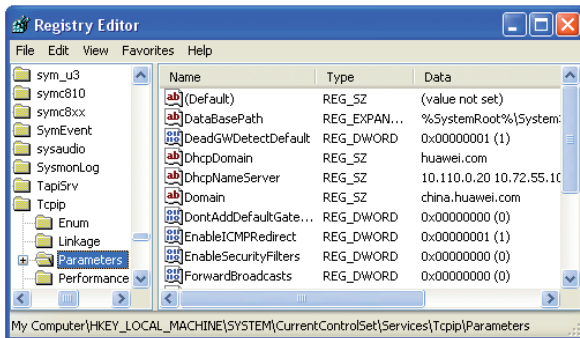 Registry Editor
File Edit View Favorites Help
sym_u3
symc810
symc8xx
SymEvent
sysaudio
SysmonLog
TapiSrv
Tcpip
Enum
Linkage
Parameters
Performance
Name Type Data
(Default) REG_SZ (value not set)
DataBasePath REG_EXPAN... %SystemRoot%\System
DeadGWDetectDefault REG_DWORD 0x00000001 (1)
DhcpDomain REG_SZ huawei.com
DhcpNameServer REG_SZ 10.110.0.20 10.72.55.10
Domain REG_SZ china.huawei.com
DontAddDefaultGate... REG_DWORD 0x00000000 (0)
EnableICMPRedirect REG_DWORD 0x00000001 (1)
EnableSecurityFilters REG_DWORD 0x00000000 (0)
ForwardBroadcasts REG_DWORD 0x00000000 (0)
My Computer\HKEY_LOCAL_MACHINE\SYSTEM\CurrentControlSet\Services\Tcpip\Parameters